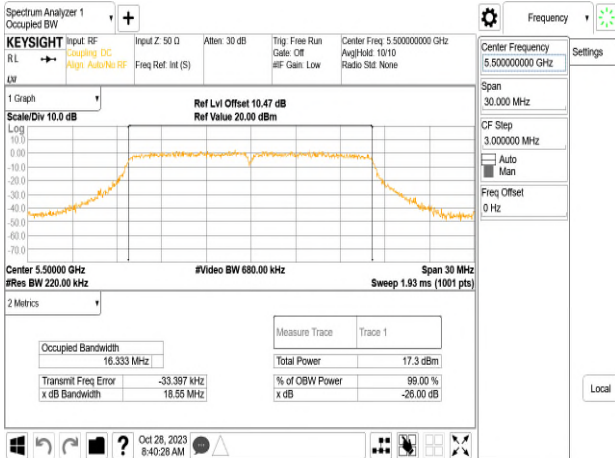 Spectrum Analyzer 1
Occupied BW
+
Frequency
KEYSIGHT
RL
LXI
Input: RF
Coupling: DC
Align: Auto/No RF
Input Z: 50 Ω
Freq Ref: Int (S)
Atten: 30 dB
Trig: Free Run
Gate: Off
#IF Gain: Low
Center Freq: 5.500000000 GHz
Avg|Hold: 10/10
Radio Std: None
Center Frequency
5.500000000 GHz
Settings
Span
30.000 MHz
CF Step
3.000000 MHz
Auto
Man
Freq Offset
0 Hz
Local
1 Graph
Scale/Div 10.0 dB
Ref Lvl Offset 10.47 dB
Ref Value 20.00 dBm
Log
10.0
0.00
-10.0
-20.0
-30.0
-40.0
-50.0
-60.0
-70.0
Center 5.50000 GHz
#Video BW 680.00 kHz
Span 30 MHz
#Res BW 220.00 kHz
Sweep 1.93 ms (1001 pts)
2 Metrics
Measure Trace
Trace 1
Occupied Bandwidth
16.333 MHz
Total Power
17.3 dBm
Transmit Freq Error
-33.397 kHz
% of OBW Power
99.00 %
x dB Bandwidth
18.55 MHz
x dB
-26.00 dB
?
Oct 28, 2023
8:40:28 AM